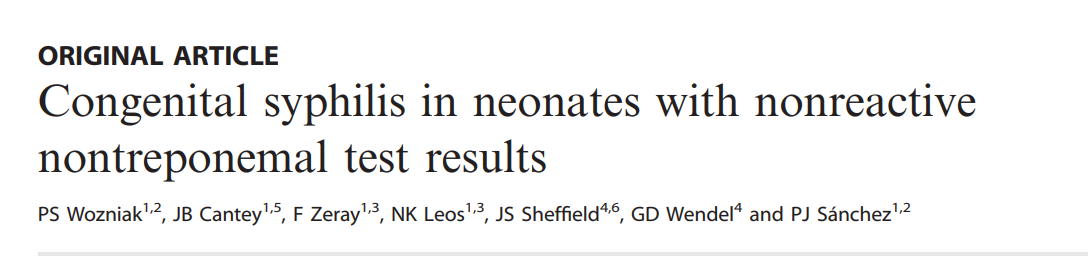 ORIGINAL ARTICLE
Congenital syphilis in neonates with nonreactive
nontreponemal test results
PS Wozniak1,2, JB Cantey1,5, F Zeray1,3, NK Leos1,3, JS Sheffield4,6, GD Wendel4 and PJ Sánchez1,2